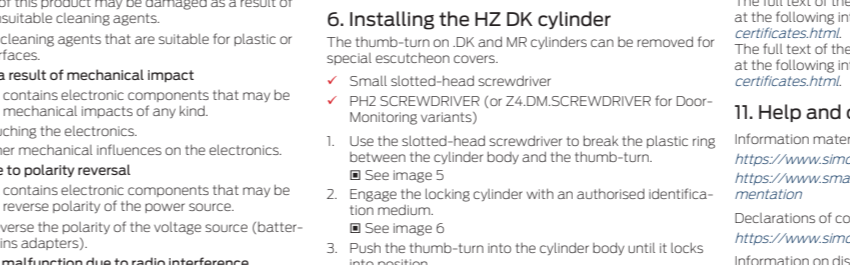 of this product may be damaged as a result of
suitable cleaning agents.
cleaning agents that are suitable for plastic or
rfaces.
a result of mechanical impact
contains electronic components that may be
mechanical impacts of any kind.
uching the electronics.
her mechanical influences on the electronics.
e to polarity reversal
contains electronic components that may be
reverse polarity of the power source.
verse the polarity of the voltage source (batter-
ins adapters).
malfunction due to radio interference
6. Installing the HZ DK cylinder
The thumb-turn on .DK and MR cylinders can be removed for
special escutcheon covers.
✓ Small slotted-head screwdriver
✓ PH2 SCREWDRIVER (or Z4.DM.SCREWDRIVER for Door-
Monitoring variants)
1. Use the slotted-head screwdriver to break the plastic ring
between the cylinder body and the thumb-turn.
▣ See image 5
2. Engage the locking cylinder with an authorised identifica-
tion medium.
▣ See image 6
3. Push the thumb-turn into the cylinder body until it locks
into position.
The full text of the
at the following in
certificates.html.
The full text of the
at the following in
certificates.html.
11. Help and
Information mater
https://www.simo
https://www.sma
mentation
Declarations of co
https://www.simo
Information on dis